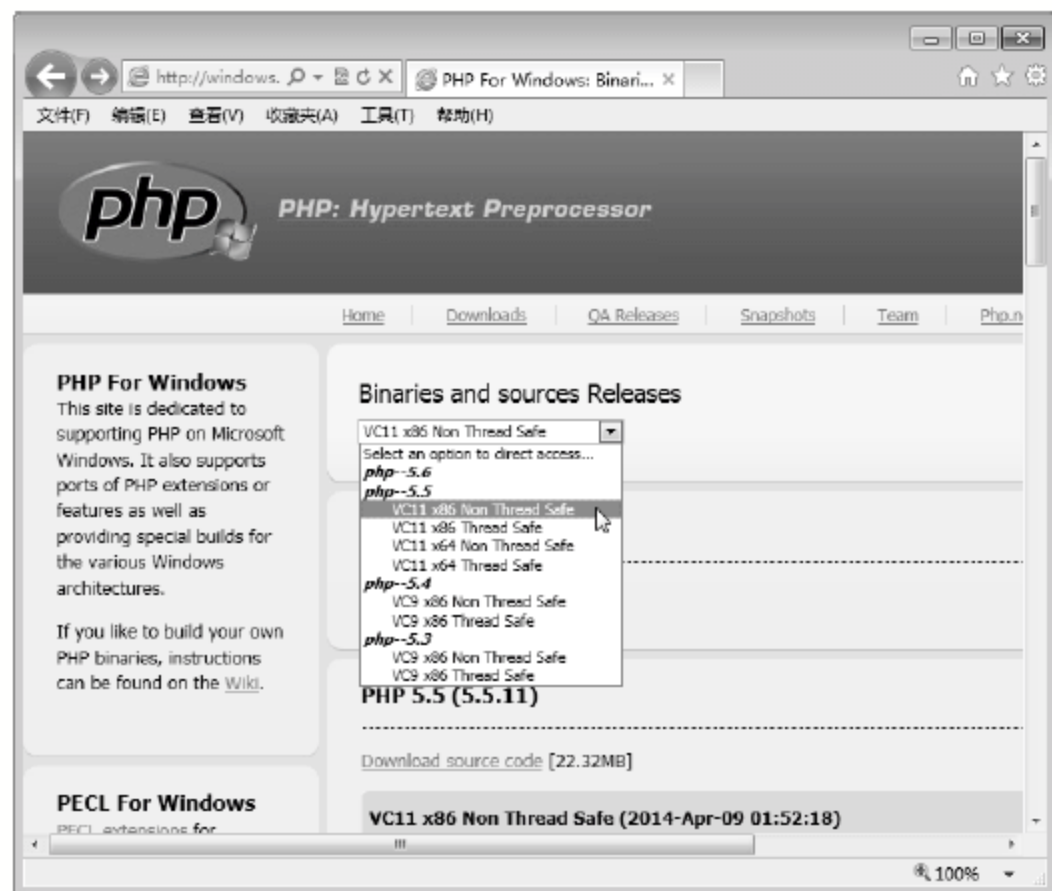 http://windows.
PHP For Windows: Binari...
文件(F) 编辑(E) 查看(V) 收藏夹(A) 工具(T) 帮助(H)
php
PHP: Hypertext Preprocessor
Home Downloads QA Releases Snapshots Team Php.n
PHP For Windows
This site is dedicated to
supporting PHP on Microsoft
Windows. It also supports
ports of PHP extensions or
features as well as
providing special builds for
the various Windows
architectures.
If you like to build your own
PHP binaries, instructions
can be found on the Wiki.
PECL For Windows
PECL extensions for
Binaries and sources Releases
VC11 x86 Non Thread Safe
Select an option to direct access...
php--5.6
php--5.5
VC11 x86 Non Thread Safe
VC11 x86 Thread Safe
VC11 x64 Non Thread Safe
VC11 x64 Thread Safe
php--5.4
VC9 x86 Non Thread Safe
VC9 x86 Thread Safe
php--5.3
VC9 x86 Non Thread Safe
VC9 x86 Thread Safe
PHP 5.5 (5.5.11)
Download source code [22.32MB]
VC11 x86 Non Thread Safe (2014-Apr-09 01:52:18)
100%